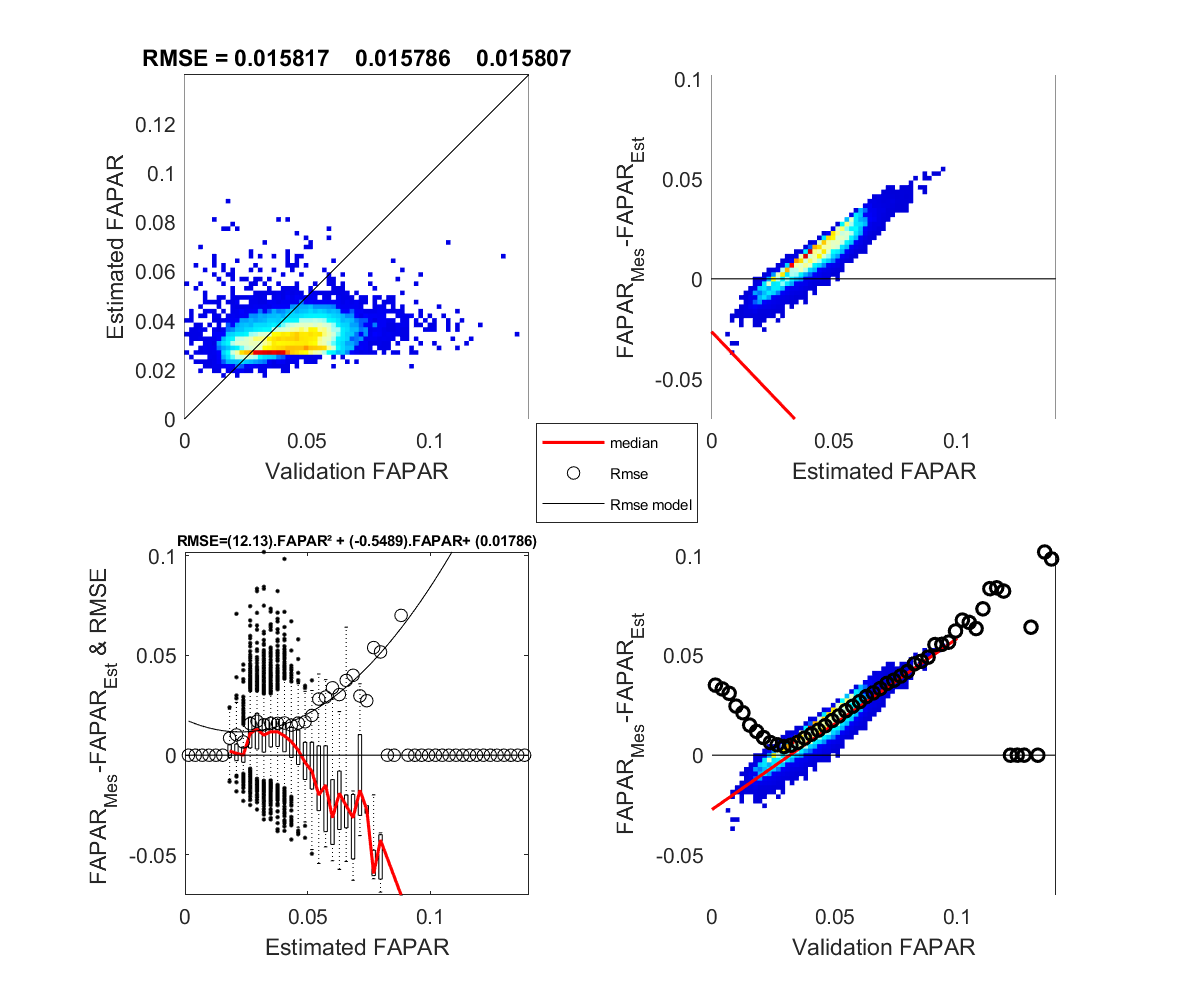 RMSE = 0.015817 0.015786 0.015807
0.12
0.1
0.08
0.06
0.04
0.02
0
Estimated FAPAR
0 0.05 0.1
Validation FAPAR
0.1
0.05
0
-0.05
FAPAR_Mes-FAPAR_Est
0 0.05 0.1
Estimated FAPAR
median
Rmse
Rmse model
RMSE=(12.13).FAPAR² + (-0.5489).FAPAR+ (0.01786)
0.1
0.05
0
-0.05
FAPAR_Mes-FAPAR_Est & RMSE
0 0.05 0.1
Estimated FAPAR
0.1
0.05
0
-0.05
FAPAR_Mes-FAPAR_Est
0 0.05 0.1
Validation FAPAR